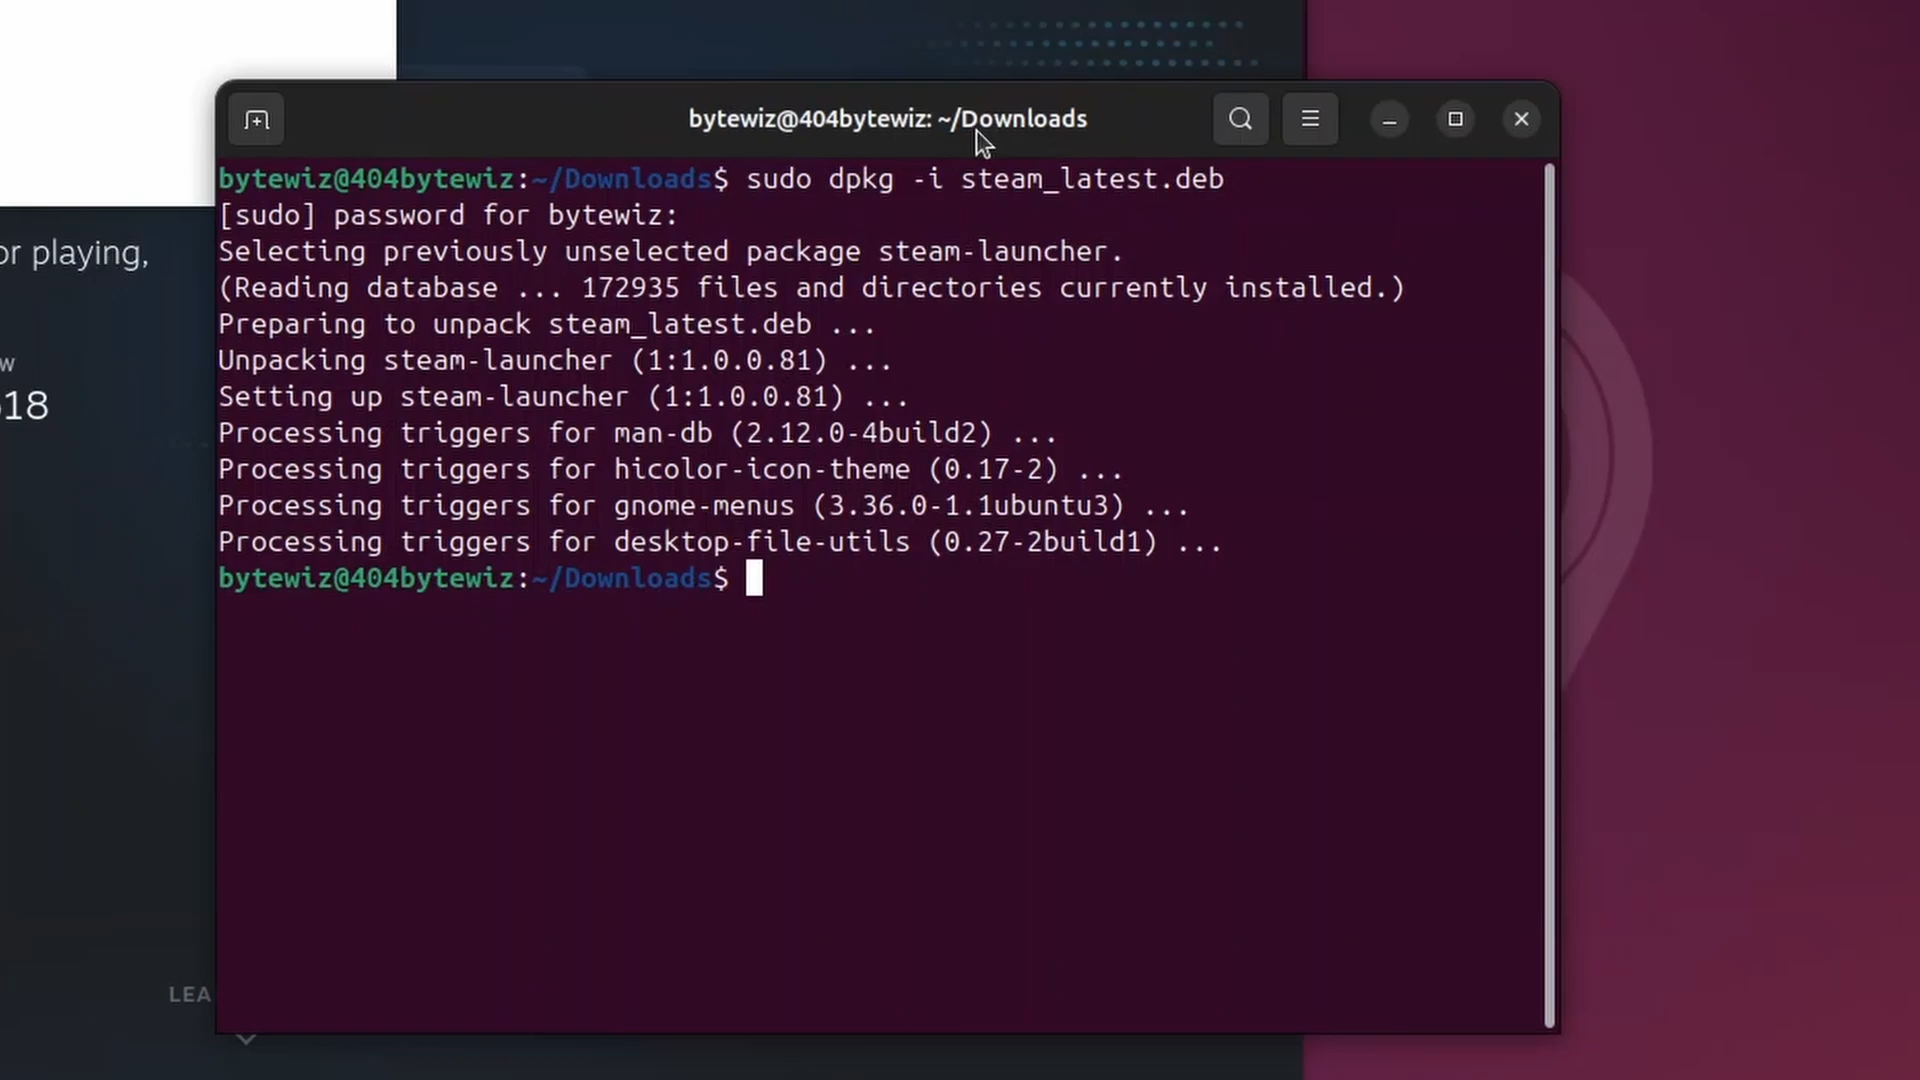 bytewiz@404bytewiz: ~/Downloads
bytewiz@404bytewiz:~/Downloads$ sudo dpkg -i steam_latest.deb
[sudo] password for bytewiz:
Selecting previously unselected package steam-launcher.
(Reading database ... 172935 files and directories currently installed.)
Preparing to unpack steam_latest.deb ...
Unpacking steam-launcher (1:1.0.0.81) ...
Setting up steam-launcher (1:1.0.0.81) ...
Processing triggers for man-db (2.12.0-4build2) ...
Processing triggers for hicolor-icon-theme (0.17-2) ...
Processing triggers for gnome-menus (3.36.0-1.1ubuntu3) ...
Processing triggers for desktop-file-utils (0.27-2build1) ...
bytewiz@404bytewiz:~/Downloads$
or playing,
w
18
LEA